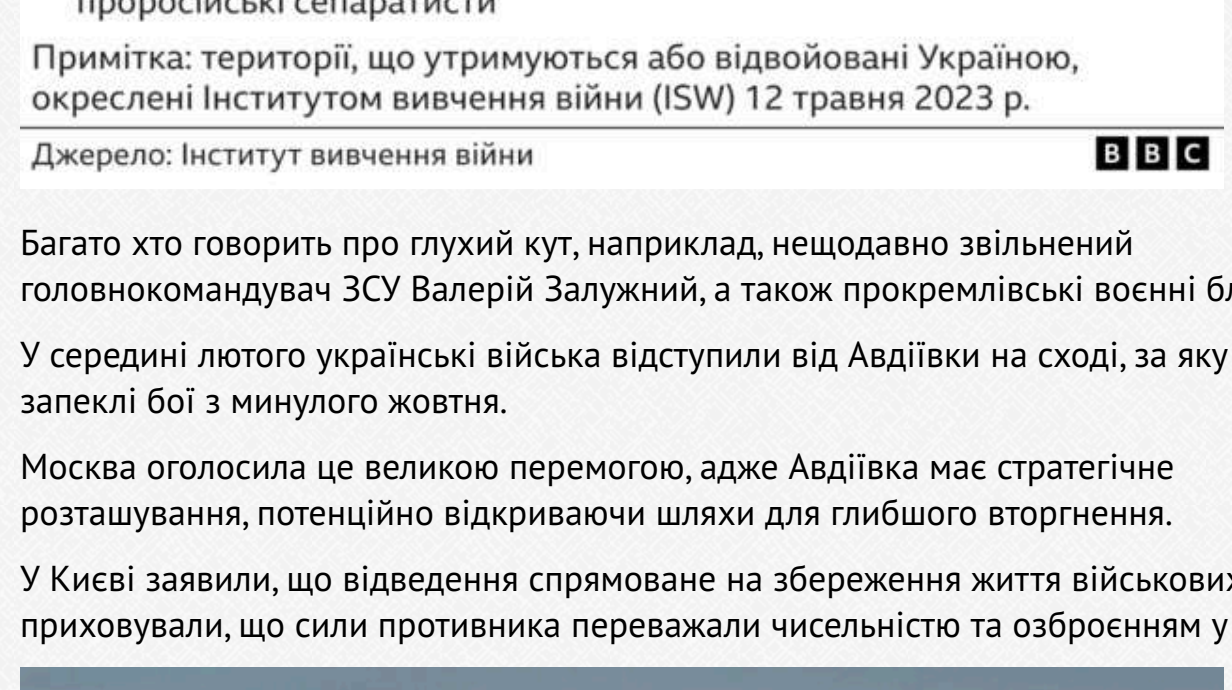 проросійські сепаратисти
Примітка: території, що утримуються або відвойовані Україною,
окреслені Інститутом вивчення війни (ISW) 12 травня 2023 р.
Джерело: Інститут вивчення війни
BBC
Багато хто говорить про глухий кут, наприклад, нещодавно звільнений
головнокомандувач ЗСУ Валерій Залужний, а також прокремлівські воєнні
У середині лютого українські війська відступили від Авдіївки на сході, за яку
запеклі бої з минулого жовтня.
Москва оголосила це великою перемогою, адже Авдіївка має стратегічне
розташування, потенційно відкриваючи шляхи для глибшого вторгнення.
У Києві заявили, що відведення спрямоване на збереження життя військових
приховували, що сили противника переважали чисельністю та озброєнням у